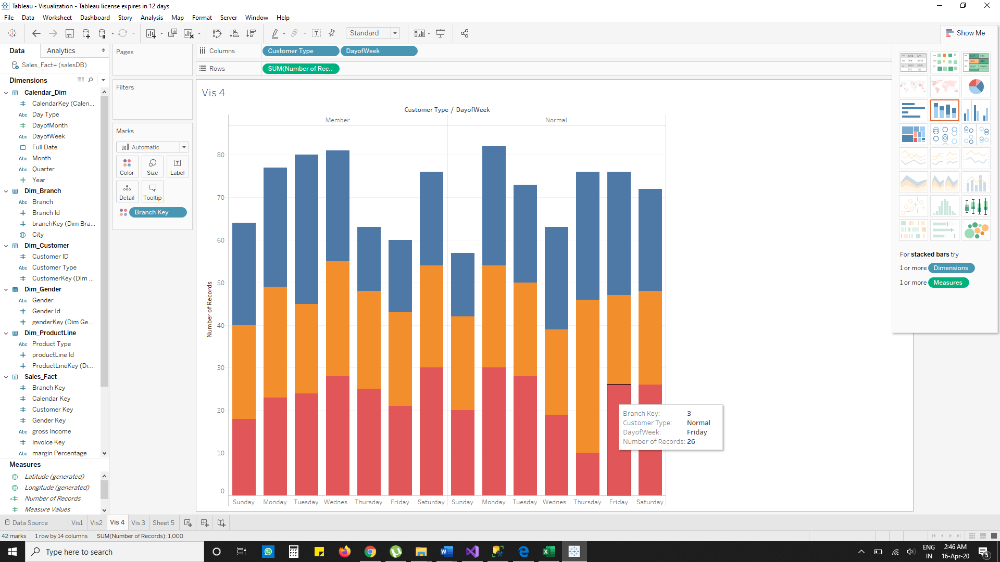 Tableau - Visualization - Tableau license expires in 12 days
File Data Worksheet Dashboard Story Analysis Map Format Server Window Help
Standard
Show Me
Data Analytics
Sales_Fact+ (salesDB)
Dimensions
Calendar_Dim
CalendarKey (Calen...
Abc Day Type
DayofMonth
Abc DayofWeek
Full Date
Abc Month
Abc Quarter
Year
Dim_Branch
Abc Branch
Branch Id
branchKey (Dim Bra...
City
Dim_Customer
Customer ID
Abc Customer Type
CustomerKey (Dim ...
Dim_Gender
Abc Gender
Gender Id
genderKey (Dim Ge...
Dim_ProductLine
Abc Product Type
productLine Id
ProductLineKey (Di...
Sales_Fact
Branch Key
Calendar Key
Customer Key
Gender Key
Abc gross Income
Invoice Key
Abc margin Percentage
Measures
Latitude (generated)
Longitude (generated)
Number of Records
Measure Values
Pages
Filters
Marks
Automatic
Color Size Label
Detail Tooltip
Branch Key
Columns Customer Type DayofWeek
Rows SUM(Number of Rec..
Vis 4
Customer Type / DayofWeek
Member Normal
Number of Records
80
70
60
50
40
30
20
10
0
Sunday Monday Tuesday Wednes.. Thursday Friday Saturday Sunday Monday Tuesday Wednes.. Thursday Friday Saturday
Branch Key: 3
Customer Type: Normal
DayofWeek: Friday
Number of Records: 26
For stacked bars try
1 or more Dimensions
1 or more Measures
Data Source Vis1 Vis2 Vis 4 Vis 3 Sheet 5
42 marks 1 row by 14 columns SUM(Number of Records): 1,000
Type here to search
ENG
IN
2:46 AM
16-Apr-20
5